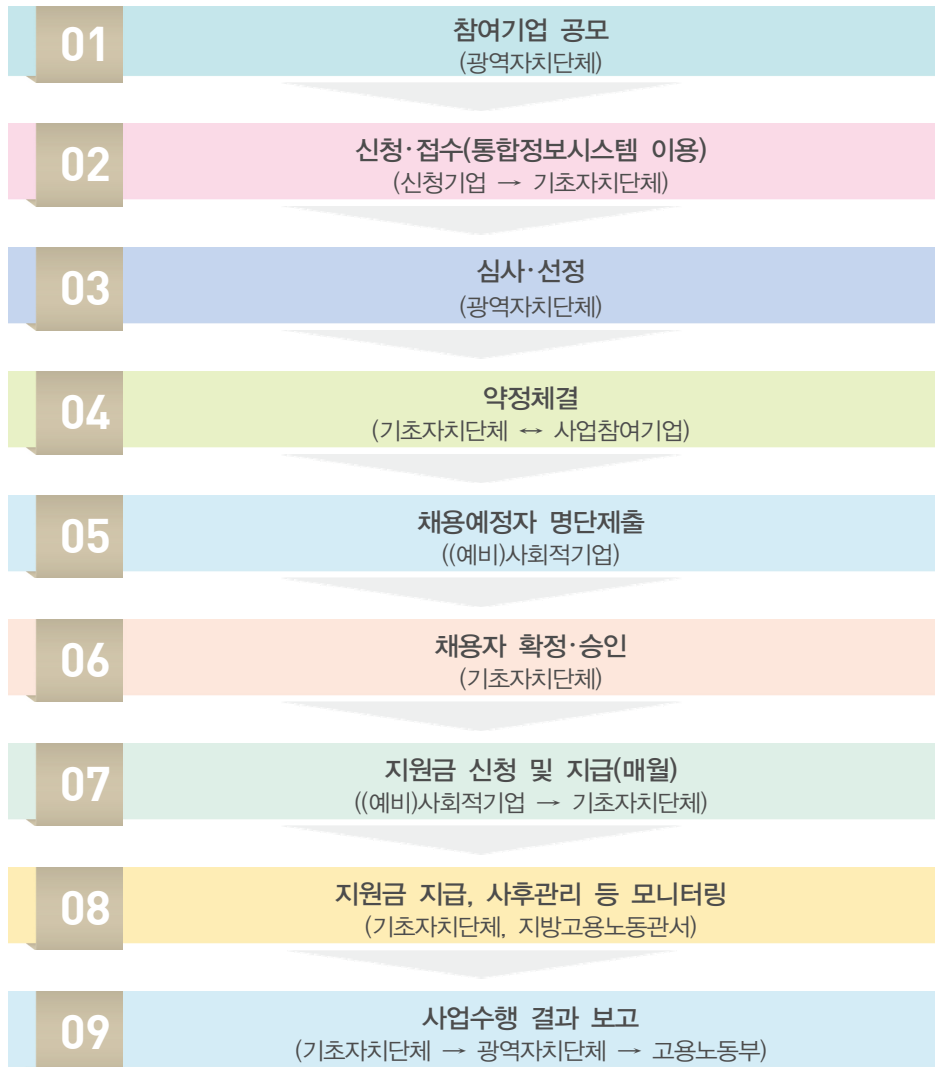 01
참여기업 공모
(광역자치단체)
02
신청·접수(통합정보시스템 이용)
(신청기업 → 기초자치단체)
03
심사·선정
(광역자치단체)
04
약정체결
(기초자치단체 ↔ 사업참여기업)
05
채용예정자 명단제출
((예비)사회적기업)
06
채용자 확정·승인
(기초자치단체)
07
지원금 신청 및 지급(매월)
((예비)사회적기업 → 기초자치단체)
08
지원금 지급, 사후관리 등 모니터링
(기초자치단체, 지방고용노동관서)
09
사업수행 결과 보고
(기초자치단체 → 광역자치단체 → 고용노동부)